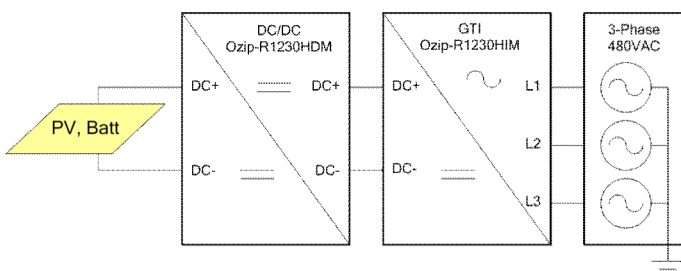 DC/DC
Ozip-R1230HDM
GTI
Ozip-R1230HIM
3-Phase
480VAC
DC+
DC+
DC+
L1
PV, Batt
L2
DC-
DC-
DC-
L3